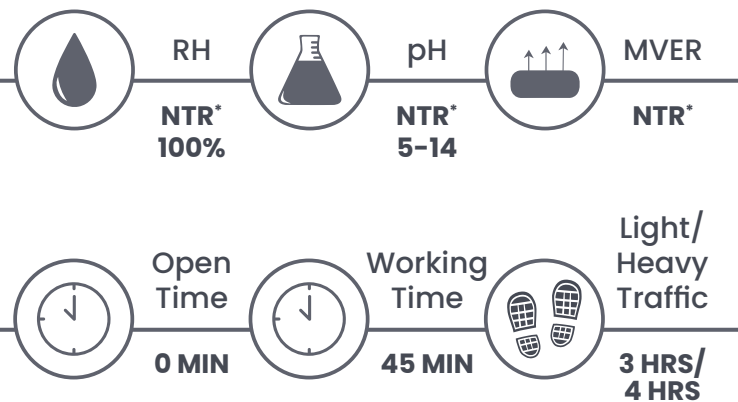 RH
NTR*
100%
pH
NTR*
5-14
MVER
NTR*
Open
Time
0 MIN
Working
Time
45 MIN
Light/
Heavy
Traffic
3 HRS/
4 HRS